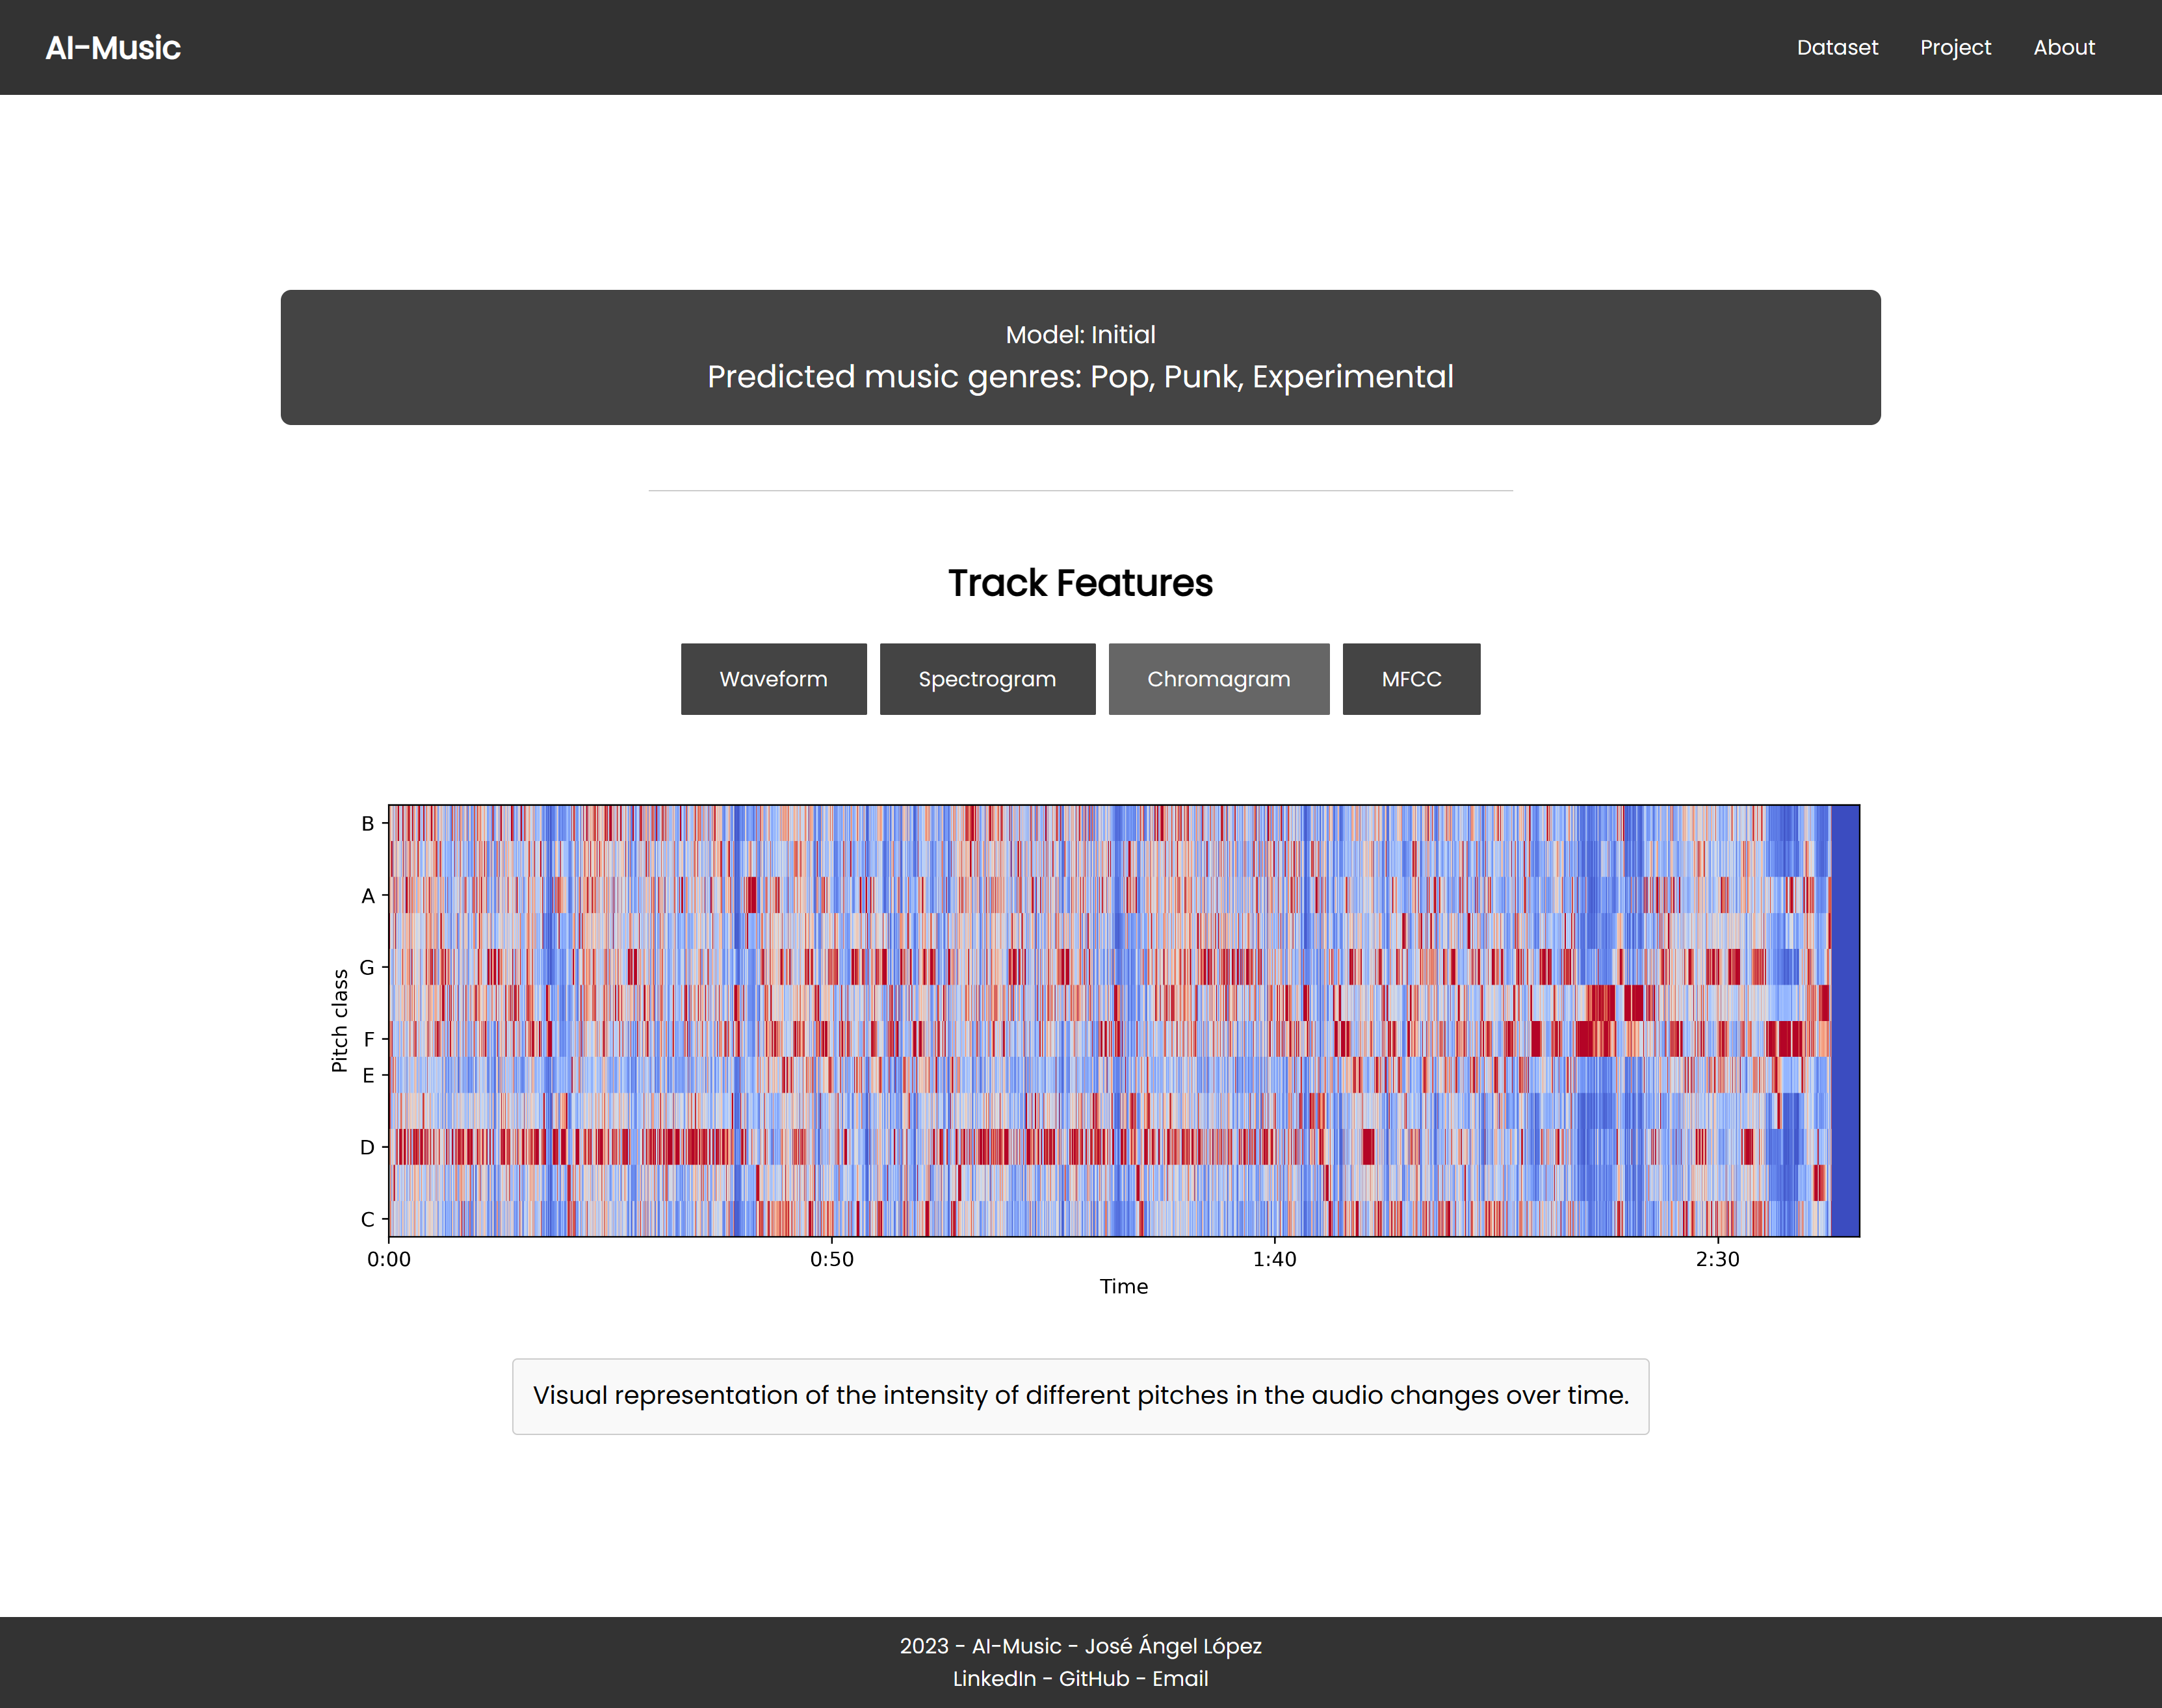 AI-Music
Dataset Project About
Model: Initial
Predicted music genres: Pop, Punk, Experimental
Track Features
Waveform Spectrogram Chromagram MFCC
B
A
G
F
E
D
C
Pitch class
0:00 0:50 1:40 2:30
Time
Visual representation of the intensity of different pitches in the audio changes over time.
2023 - AI-Music - José Ángel López
LinkedIn - GitHub - Email